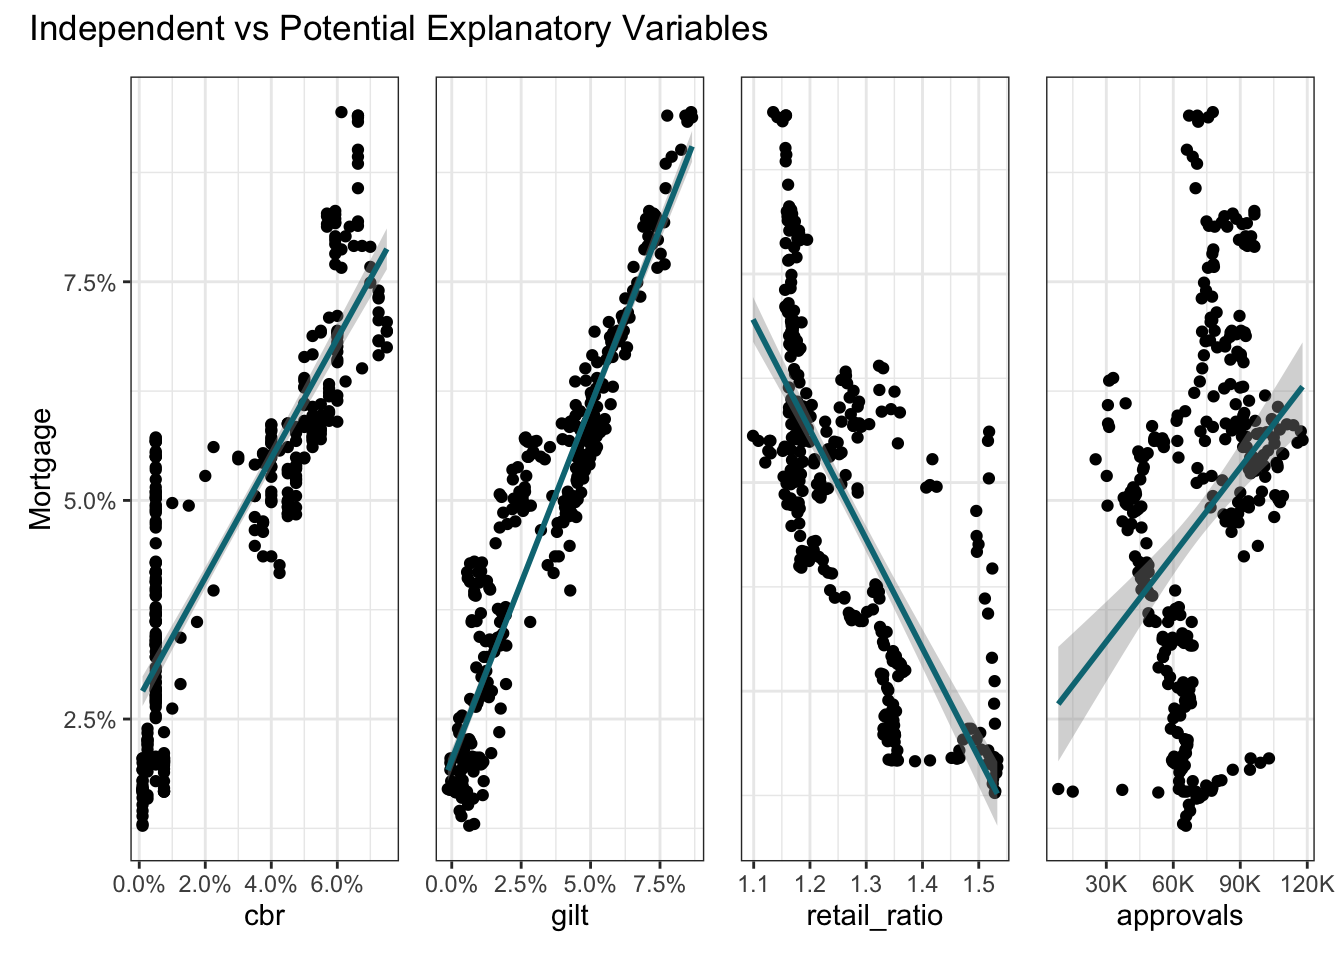 Independent vs Potential Explanatory Variables
Mortgage
7.5%
5.0%
2.5%
0.0% 2.0% 4.0% 6.0%
cbr
0.0% 2.5% 5.0% 7.5%
gilt
1.1 1.2 1.3 1.4 1.5
retail_ratio
30K 60K 90K 120K
approvals